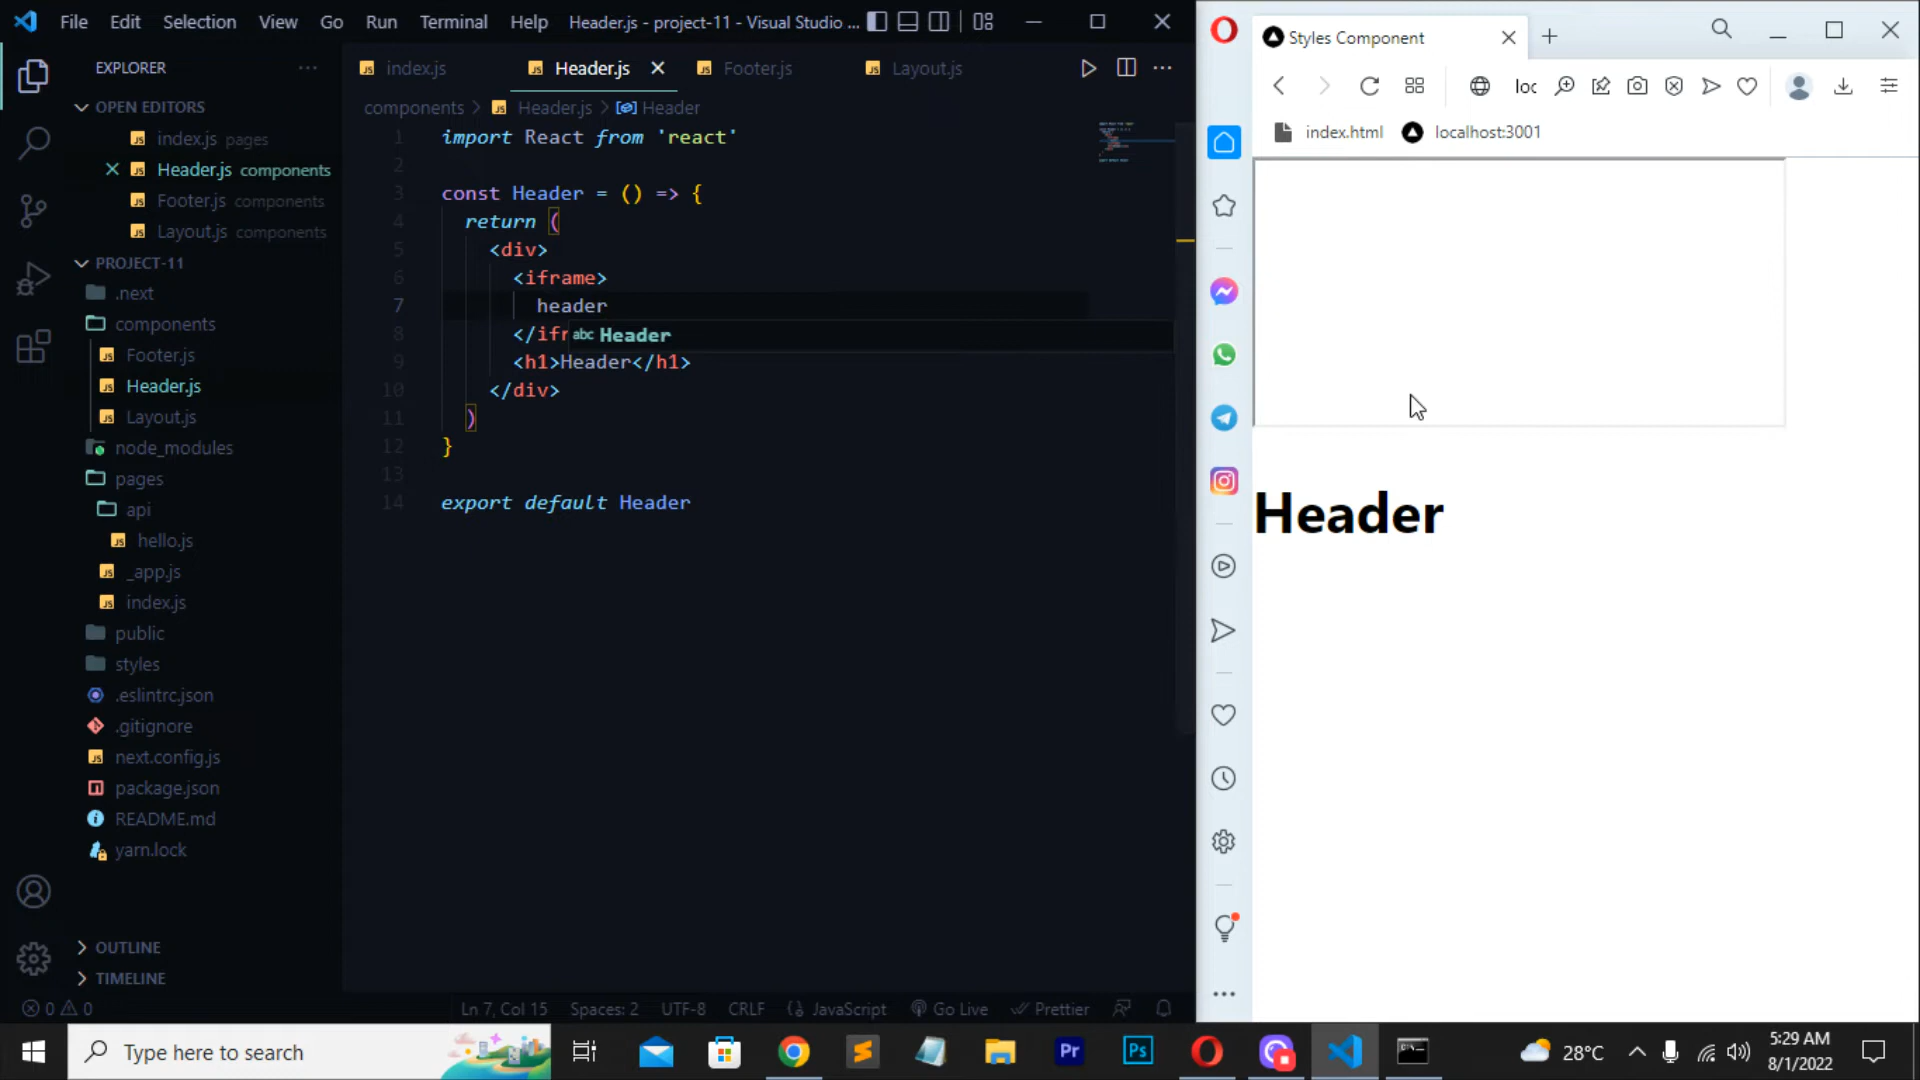 File Edit Selection View Go Run Terminal Help Header.js - project-11 - Visual Studio ...
EXPLORER
OPEN EDITORS
index.js pages
Header.js components
Footer.js components
Layout.js components
PROJECT-11
.next
components
Footer.js
Header.js
Layout.js
node_modules
pages
api
hello.js
_app.js
index.js
public
styles
.eslintrc.json
.gitignore
next.config.js
package.json
README.md
yarn.lock
OUTLINE
TIMELINE
index.js Header.js Footer.js Layout.js
components > Header.js > Header
1 import React from 'react'
2
3 const Header = () => {
4 return (
5 <div>
6 <iframe>
7 header
8 </ifr
abc Header
9 <h1>Header</h1>
10 </div>
11 )
12 }
13
14 export default Header
0 0 Ln 7, Col 15 Spaces: 2 UTF-8 CRLF {} JavaScript Go Live Prettier
Styles Component
loc
index.html localhost:3001
Header
Type here to search
Pr
Ps
28°C
5:29 AM
8/1/2022